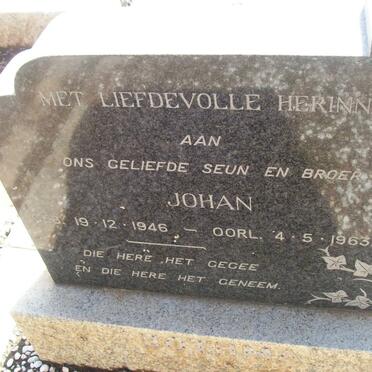 MET LIEFDEVOLLE HERINN
AAN
ONS GELIEFDE SEUN EN BROER
JOHAN
19·12·1946 – OORL. 4·5·1963
DIE HERE HET GEGEE
EN DIE HERE HET GENEEM.